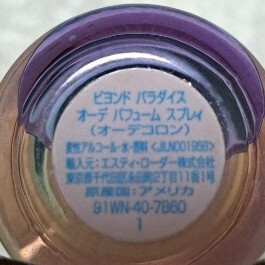 ビヨンド パラダイス
オーデ パフューム スプレィ
(オーデコロン)
変性アルコール・水・香料 <JLN001959>
輸入元:エスティ・ローダー株式会社
東京都千代田区永田町2丁目11番1号
原産国:アメリカ
91WN-40-7B60
1